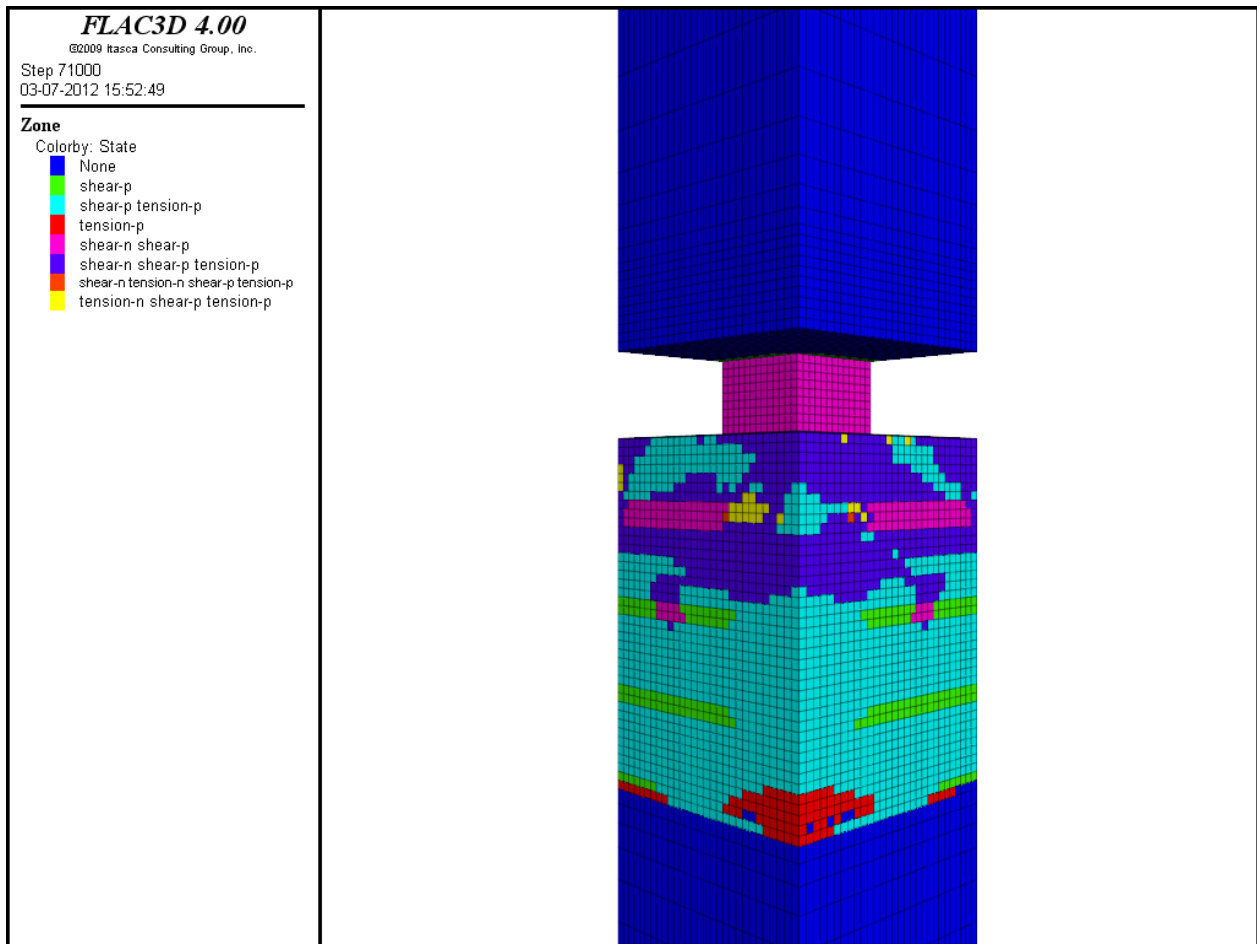 FLAC3D 4.00
©2009 Itasca Consulting Group, Inc.
Step 71000
03-07-2012 15:52:49
Zone
Colorby: State
None
shear-p
shear-p tension-p
tension-p
shear-n shear-p
shear-n shear-p tension-p
shear-n tension-n shear-p tension-p
tension-n shear-p tension-p